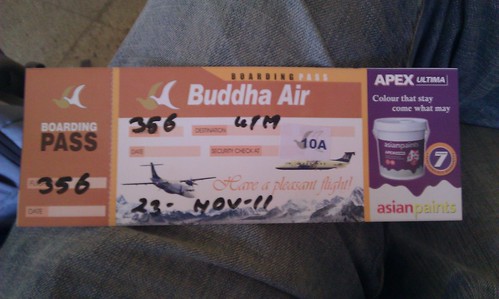 BOARDING PASS
Buddha Air
356 DESTINATION U/M
DATE SECURITY CHECK AT
10A
Have a pleasant flight!
23- NOV-11
BOARDING
PASS
356
DATE
APEX ULTIMA
Colour that stay
come what may
asianpaints
7
asianpaints